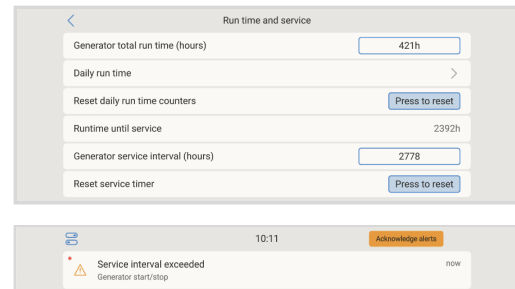 Run time and service
Generator total run time (hours) 421h
Daily run time
Reset daily run time counters Press to reset
Runtime until service 2392h
Generator service interval (hours) 2778
Reset service timer Press to reset
10:11 Acknowledge alerts
Service interval exceeded now
Generator start/stop